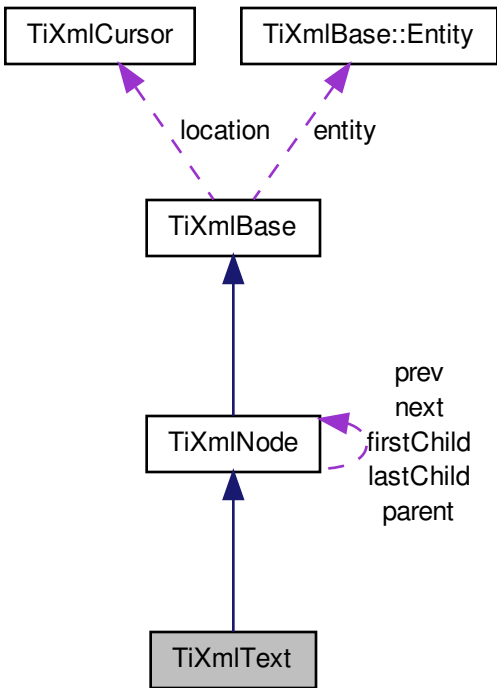 TiXmlCursor
TiXmlBase::Entity
location
entity
TiXmlBase
prev
next
firstChild
lastChild
parent
TiXmlNode
TiXmlText